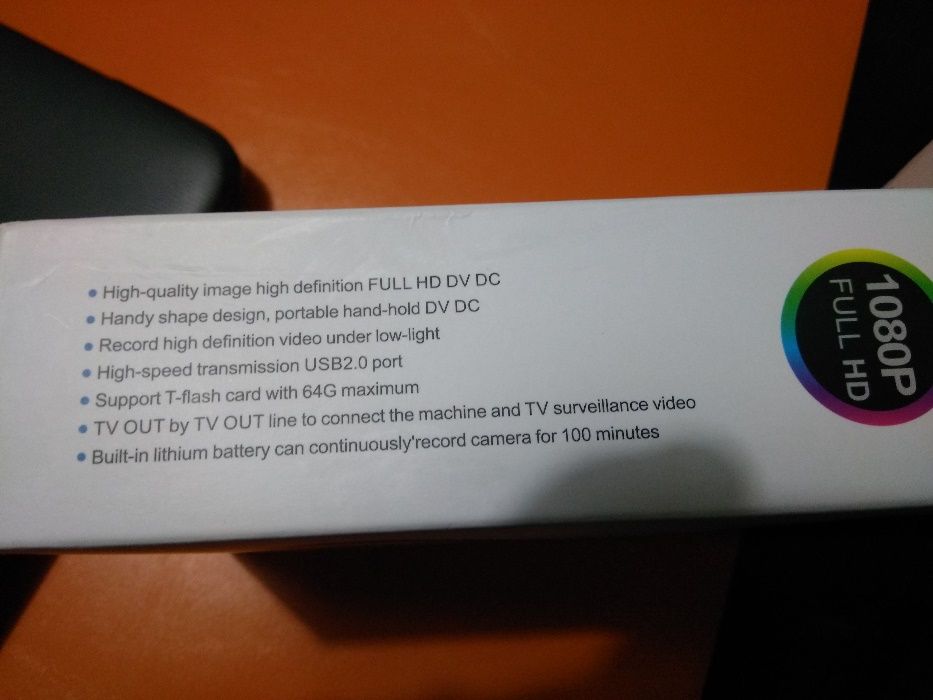 • High-quality image high definition FULL HD DV DC
• Handy shape design, portable hand-hold DV DC
• Record high definition video under low-light
• High-speed transmission USB2.0 port
• Support T-flash card with 64G maximum
• TV OUT by TV OUT line to connect the machine and TV surveillance video
• Built-in lithium battery can continuously'record camera for 100 minutes
1080P
FULL HD